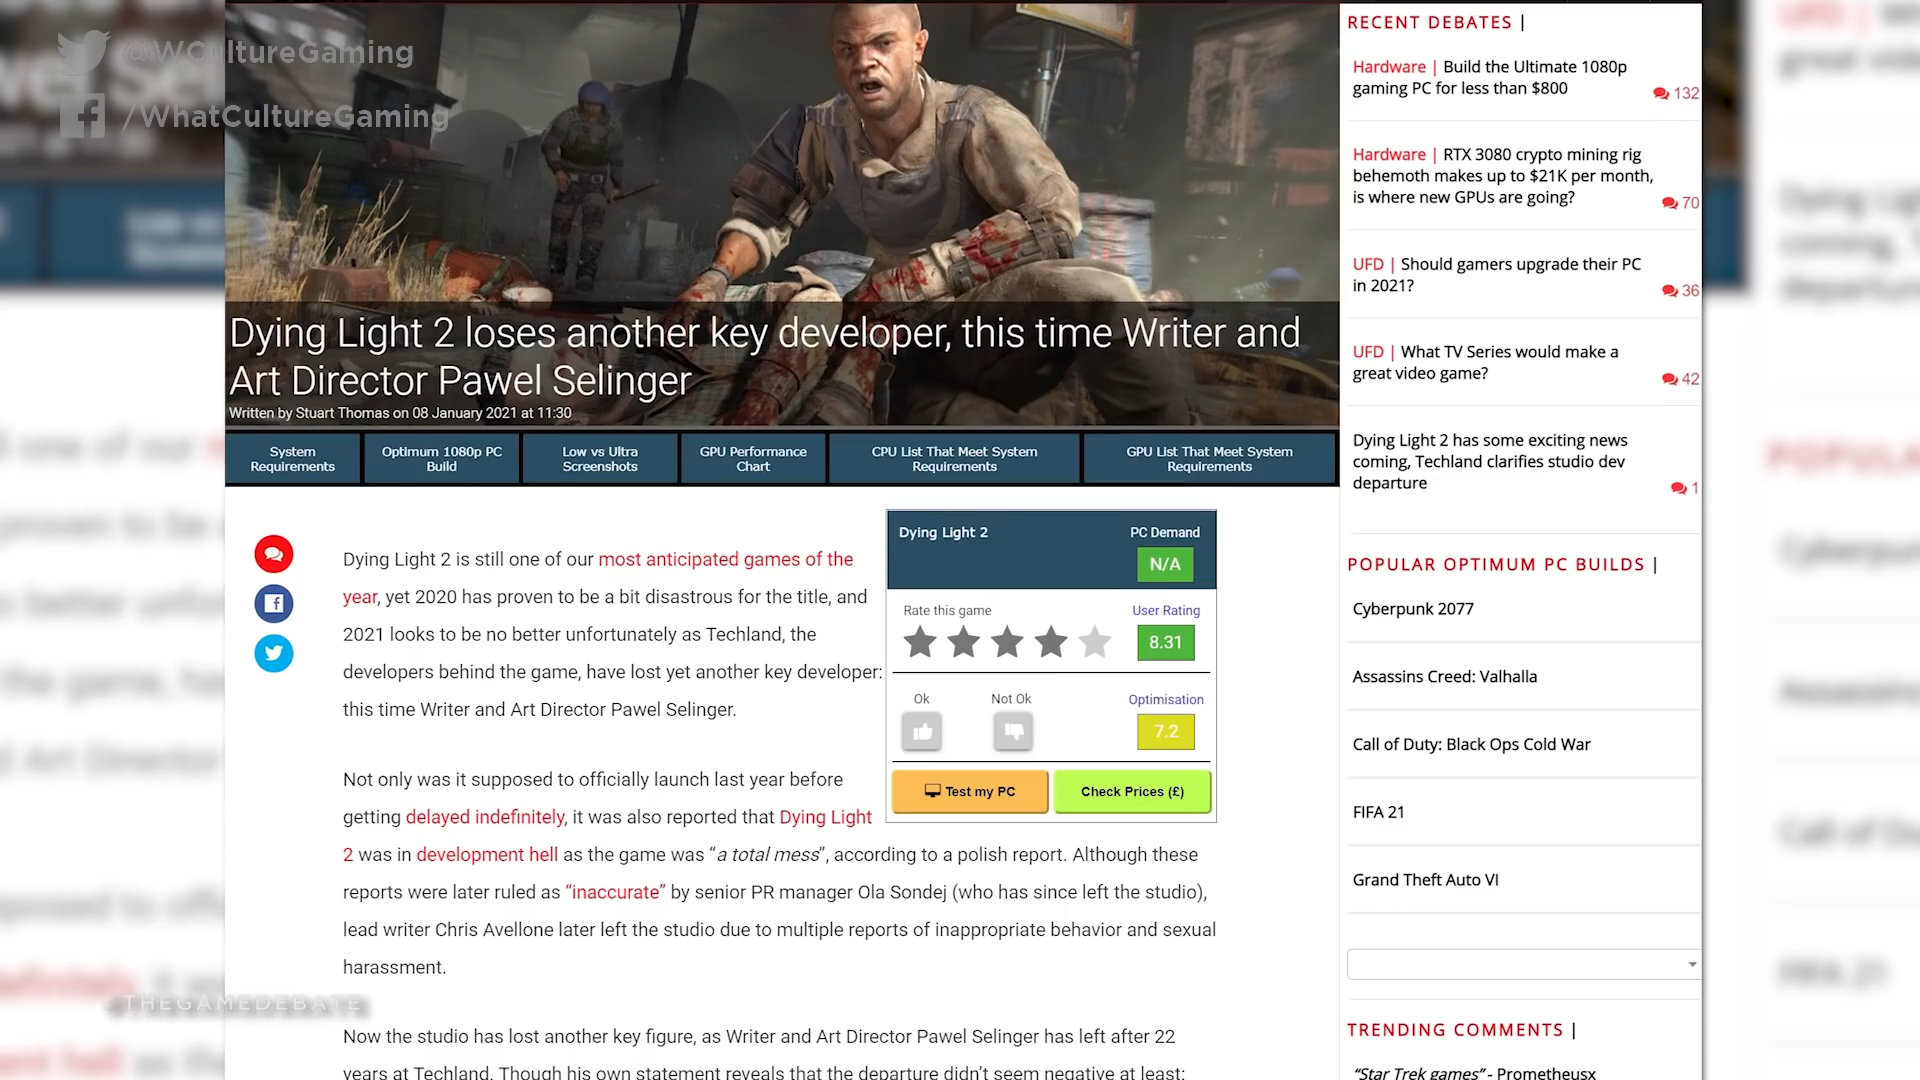 @WCultureGaming
/WhatCultureGaming
Dying Light 2 loses another key developer, this time Writer and
Art Director Pawel Selinger
Written by Stuart Thomas on 08 January 2021 at 11:30
System
Requirements
Optimum 1080p PC
Build
Low vs Ultra
Screenshots
GPU Performance
Chart
CPU List That Meet System
Requirements
GPU List That Meet System
Requirements
Dying Light 2 is still one of our most anticipated games of the
year, yet 2020 has proven to be a bit disastrous for the title, and
2021 looks to be no better unfortunately as Techland, the
developers behind the game, have lost yet another key developer:
this time Writer and Art Director Pawel Selinger.
Not only was it supposed to officially launch last year before
getting delayed indefinitely, it was also reported that Dying Light
2 was in development hell as the game was “a total mess”, according to a polish report. Although these
reports were later ruled as “inaccurate” by senior PR manager Ola Sondej (who has since left the studio),
lead writer Chris Avellone later left the studio due to multiple reports of inappropriate behavior and sexual
harassment.
Now the studio has lost another key figure, as Writer and Art Director Pawel Selinger has left after 22
years at Techland. Though his own statement reveals that the departure didn’t seem negative at least:
Dying Light 2
PC Demand
N/A
Rate this game
User Rating
8.31
Ok
Not Ok
Optimisation
7.2
Test my PC
Check Prices (£)
@THEGAMEDEBATE
RECENT DEBATES |
Hardware | Build the Ultimate 1080p
gaming PC for less than $800
132
Hardware | RTX 3080 crypto mining rig
behemoth makes up to $21K per month,
is where new GPUs are going?
70
UFD | Should gamers upgrade their PC
in 2021?
36
UFD | What TV Series would make a
great video game?
42
Dying Light 2 has some exciting news
coming, Techland clarifies studio dev
departure
1
POPULAR OPTIMUM PC BUILDS |
Cyberpunk 2077
Assassins Creed: Valhalla
Call of Duty: Black Ops Cold War
FIFA 21
Grand Theft Auto VI
TRENDING COMMENTS |
“Star Trek games” - Prometheusx